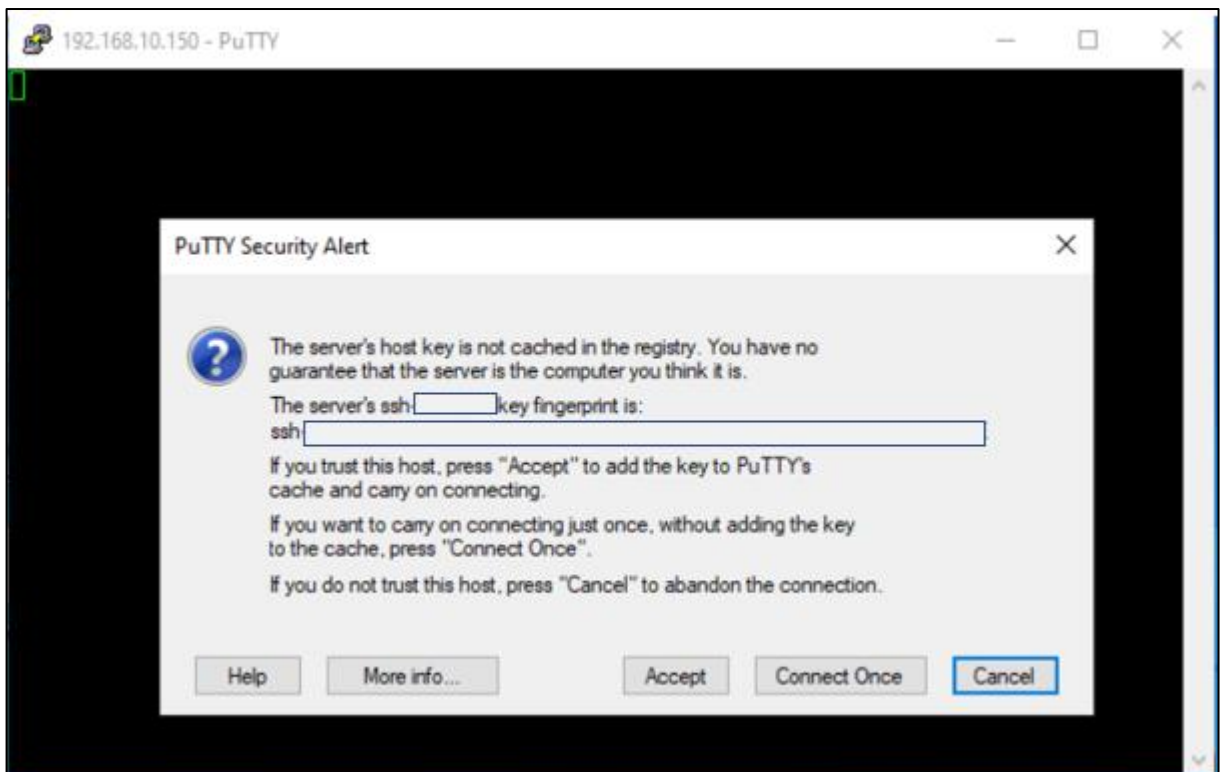 192.168.10.150 - PuTTY
PuTTY Security Alert
The server's host key is not cached in the registry. You have no
guarantee that the server is the computer you think it is.
The server's ssh- key fingerprint is:
ssh-
If you trust this host, press "Accept" to add the key to PuTTY's
cache and carry on connecting.
If you want to carry on connecting just once, without adding the key
to the cache, press "Connect Once".
If you do not trust this host, press "Cancel" to abandon the connection.
Help More info... Accept Connect Once Cancel